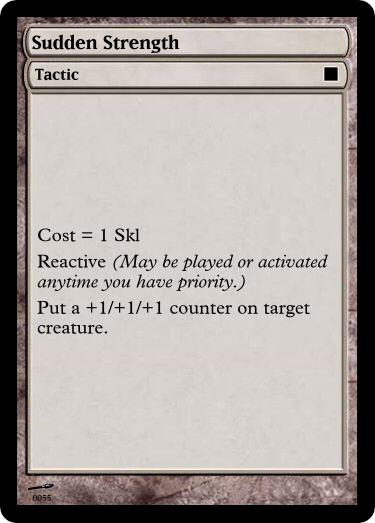 Sudden Strength
Tactic
Cost = 1 Skl
Reactive (May be played or activated
anytime you have priority.)
Put a +1/+1/+1 counter on target
creature.
0055